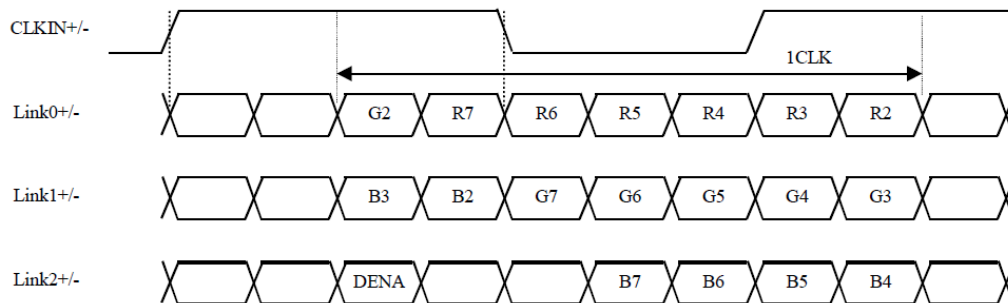 CLKIN+/-
1CLK
Link0+/- G2 R7 R6 R5 R4 R3 R2
Link1+/- B3 B2 G7 G6 G5 G4 G3
Link2+/- DENA B7 B6 B5 B4